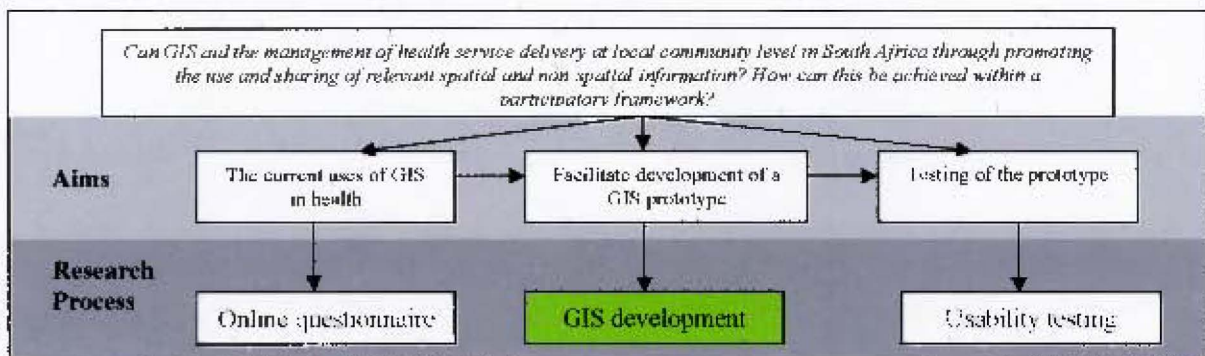 Can GIS aid the management of health service delivery at local community level in South Africa through promoting
the use and sharing of relevant spatial and non spatial information? How can this be achieved within a
participatory framework?
Aims
The current uses of GIS
in health
Facilitate development of a
GIS prototype
Testing of the prototype
Research
Process
Online questionnaire
GIS development
Usability testing